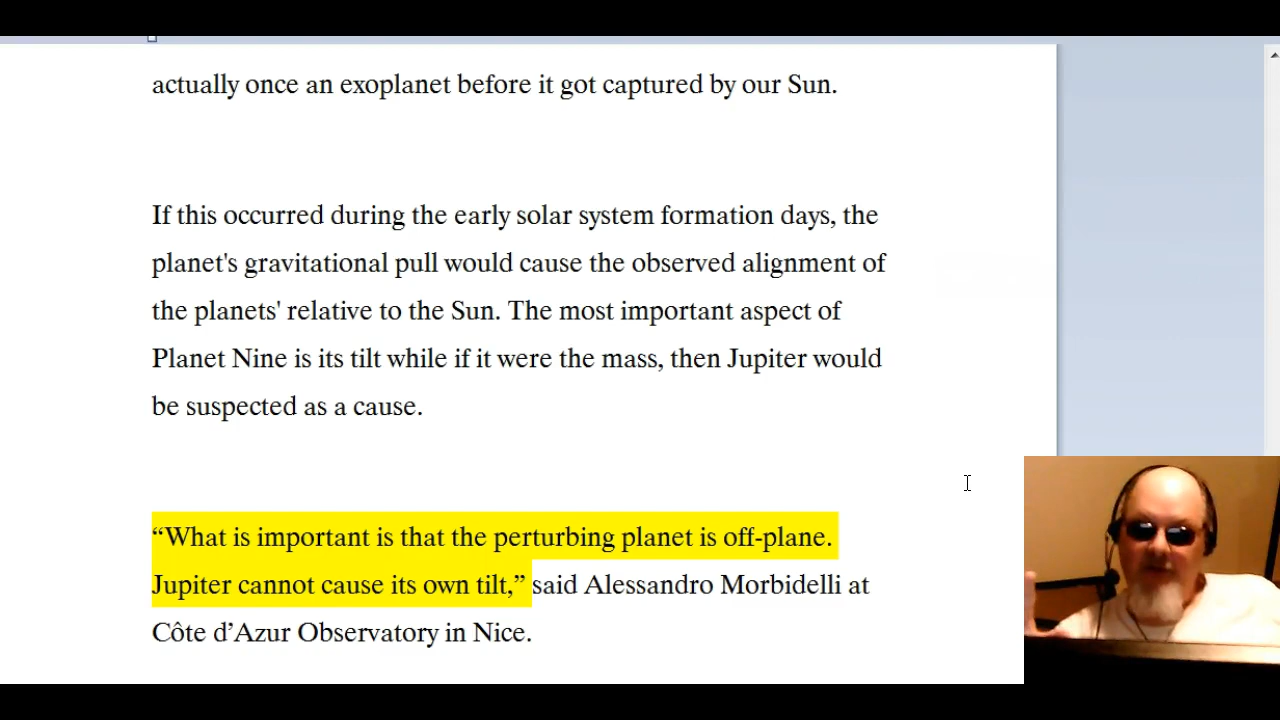 actually once an exoplanet before it got captured by our Sun.
If this occurred during the early solar system formation days, the
planet's gravitational pull would cause the observed alignment of
the planets' relative to the Sun. The most important aspect of
Planet Nine is its tilt while if it were the mass, then Jupiter would
be suspected as a cause.
“What is important is that the perturbing planet is off-plane.
Jupiter cannot cause its own tilt,” said Alessandro Morbidelli at
Côte d’Azur Observatory in Nice.